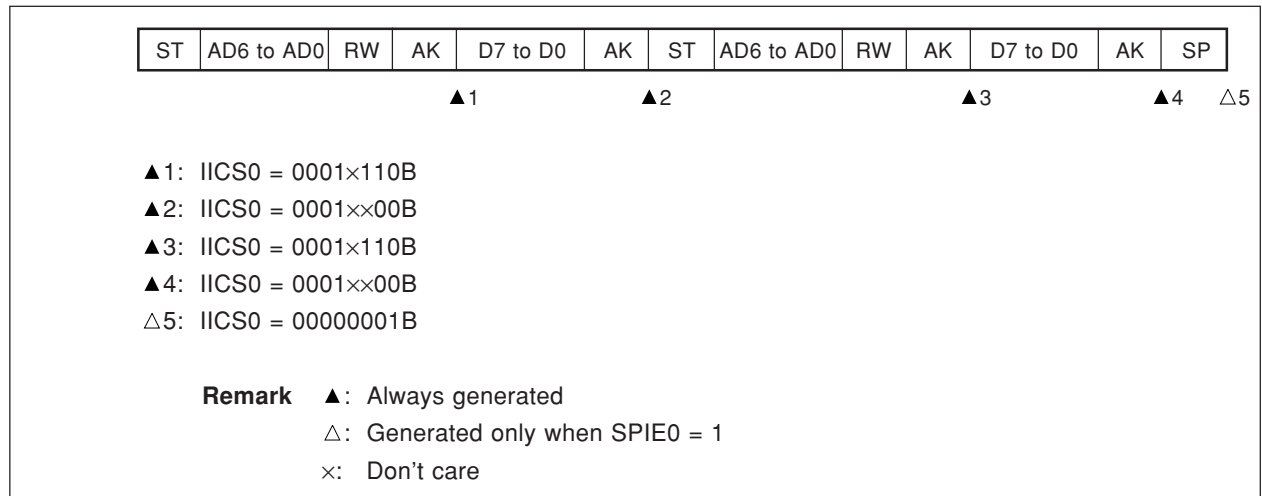 ST AD6 to AD0 RW AK D7 to D0 AK ST AD6 to AD0 RW AK D7 to D0 AK SP
▲1 ▲2 ▲3 ▲4 △5
▲1: IICS0 = 0001×110B
▲2: IICS0 = 0001××00B
▲3: IICS0 = 0001×110B
▲4: IICS0 = 0001××00B
△5: IICS0 = 00000001B
Remark ▲: Always generated
△: Generated only when SPIE0 = 1
×: Don't care